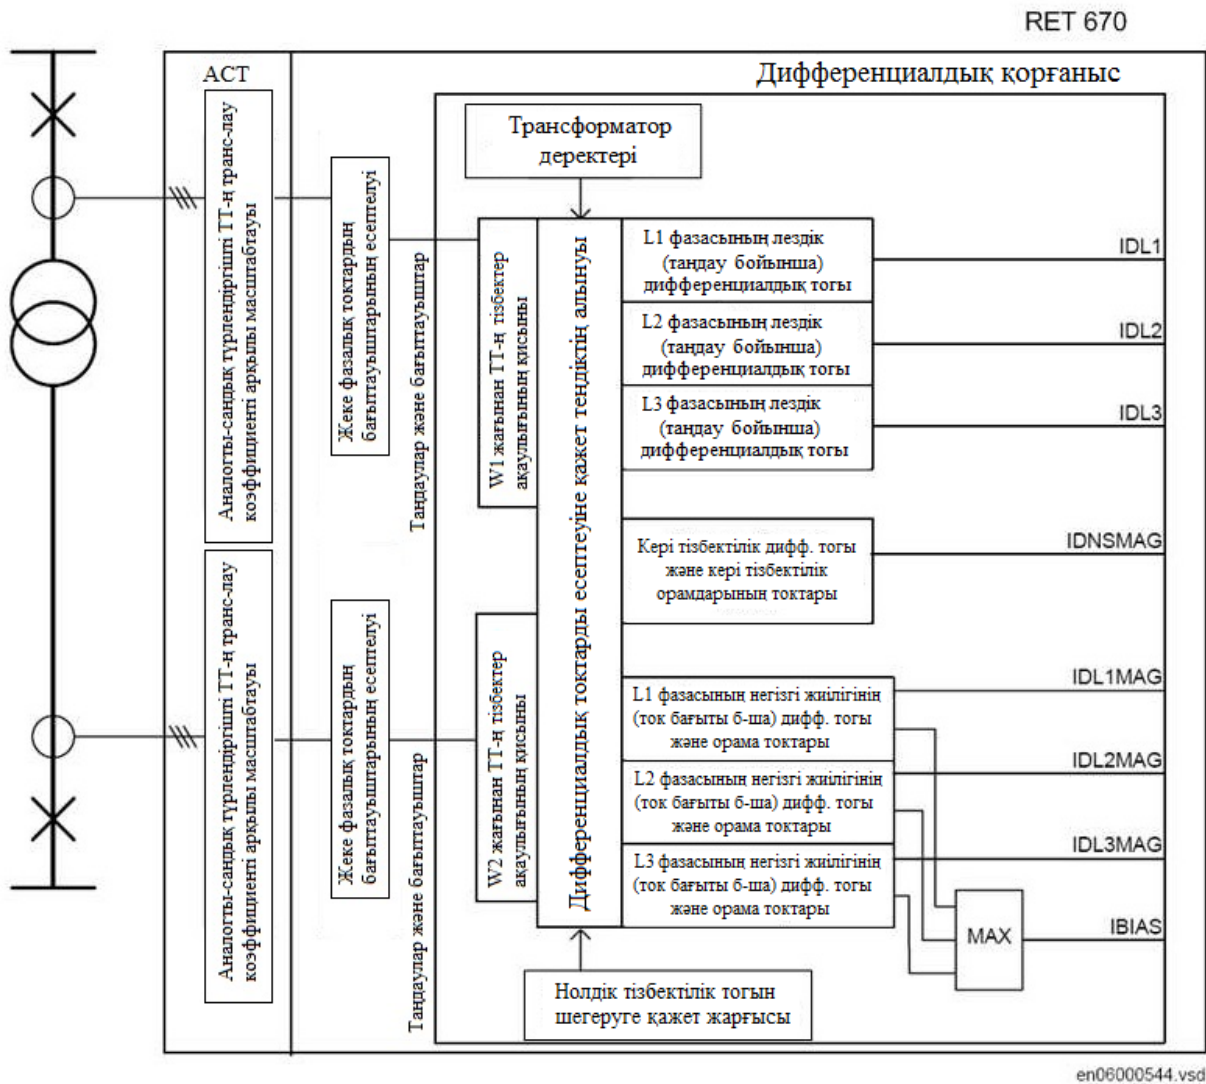 RET 670
АСТ
Дифференциалдық қорғаныс
Аналогты-сандық түрлендіргішті ТТ-ң транс-лау
коэффициенті арқылы масштабтауы
Жеке фазалық токтардың
бағыттауыштарының есептелуі
Таңдаулар және бағыттауыштар
Трансформатор
деректері
W1 жағынан ТТ-ң тізбектер
ақаулығының қисыны
Дифференциалдық токтарды есептеуіне қажет теңдіктің алынуы
L1 фазасының лездік
(таңдау бойынша)
дифференциалдық тогы
IDL1
L2 фазасының лездік
(таңдау бойынша)
дифференциалдық тогы
IDL2
L3 фазасының лездік
(таңдау бойынша)
дифференциалдық тогы
IDL3
Кері тізбектілік дифф. тогы
және кері тізбектілік
орамдарының токтары
IDNSMAG
Аналогты-сандық түрлендіргішті ТТ-ң транс-лау
коэффициенті арқылы масштабтауы
Жеке фазалық токтардың
бағыттауыштарының есептелуі
Таңдаулар және бағыттауыштар
W2 жағынан ТТ-ң тізбектер
ақаулығының қисыны
L1 фазасының негізгі жиілігінің
(ток бағыты б-ша) дифф. тогы
және орама токтары
IDL1MAG
L2 фазасының негізгі жиілігінің
(ток бағыты б-ша) дифф. тогы
және орама токтары
IDL2MAG
L3 фазасының негізгі жиілігінің
(ток бағыты б-ша) дифф. тогы
және орама токтары
IDL3MAG
MAX
IBIAS
Нолдік тізбектілік тогын
шегеруге қажет жарғысы
en06000544.vsd